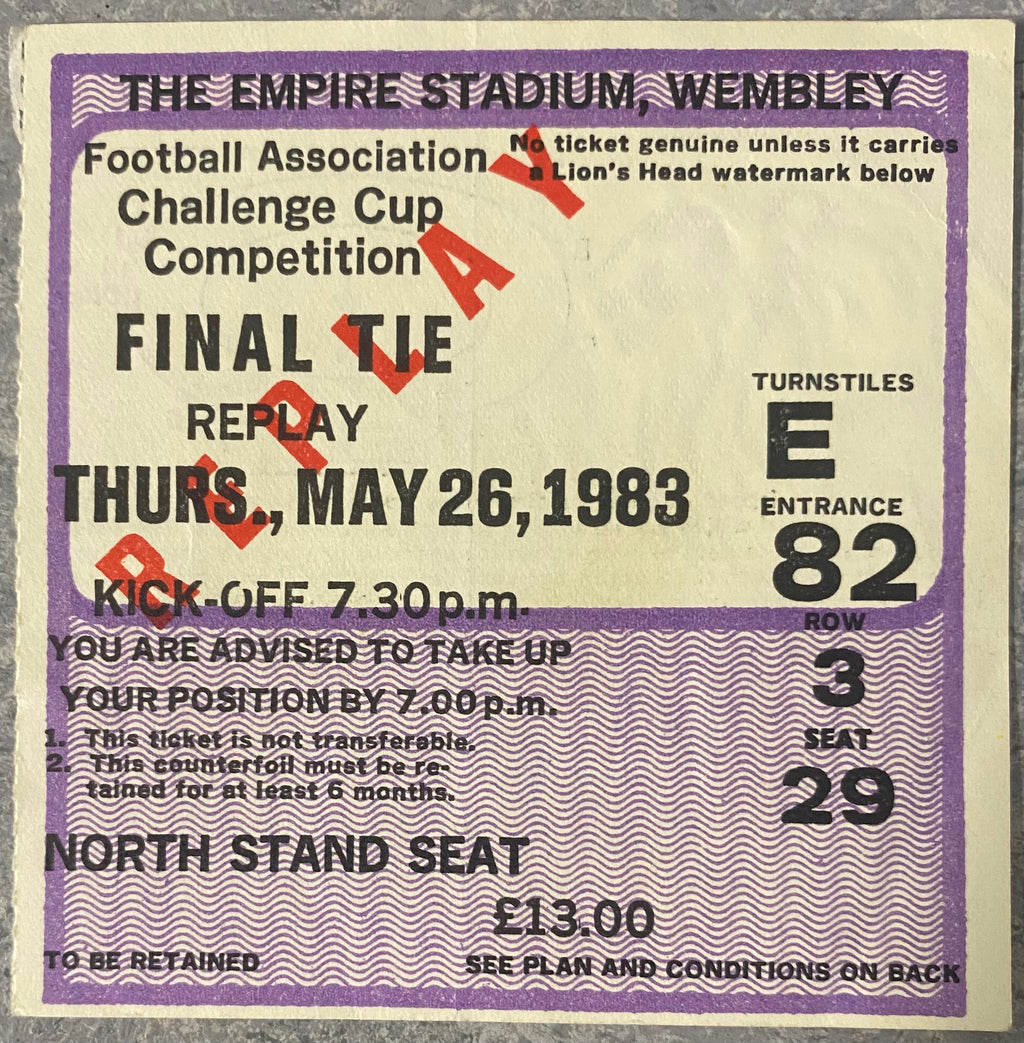 THE EMPIRE STADIUM, WEMBLEY
Football Association
Challenge Cup
Competition
No ticket genuine unless it carries
a Lion's Head watermark below
REPLAY
FINAL TIE
REPLAY
THURS., MAY 26, 1983
KICK-OFF 7.30 p.m.
TURNSTILES
E
ENTRANCE
82
ROW
3
SEAT
29
YOU ARE ADVISED TO TAKE UP
YOUR POSITION BY 7.00 p.m.
1. This ticket is not transferable.
2. This counterfoil must be re-
tained for at least 6 months.
NORTH STAND SEAT
£13.00
TO BE RETAINED
SEE PLAN AND CONDITIONS ON BACK